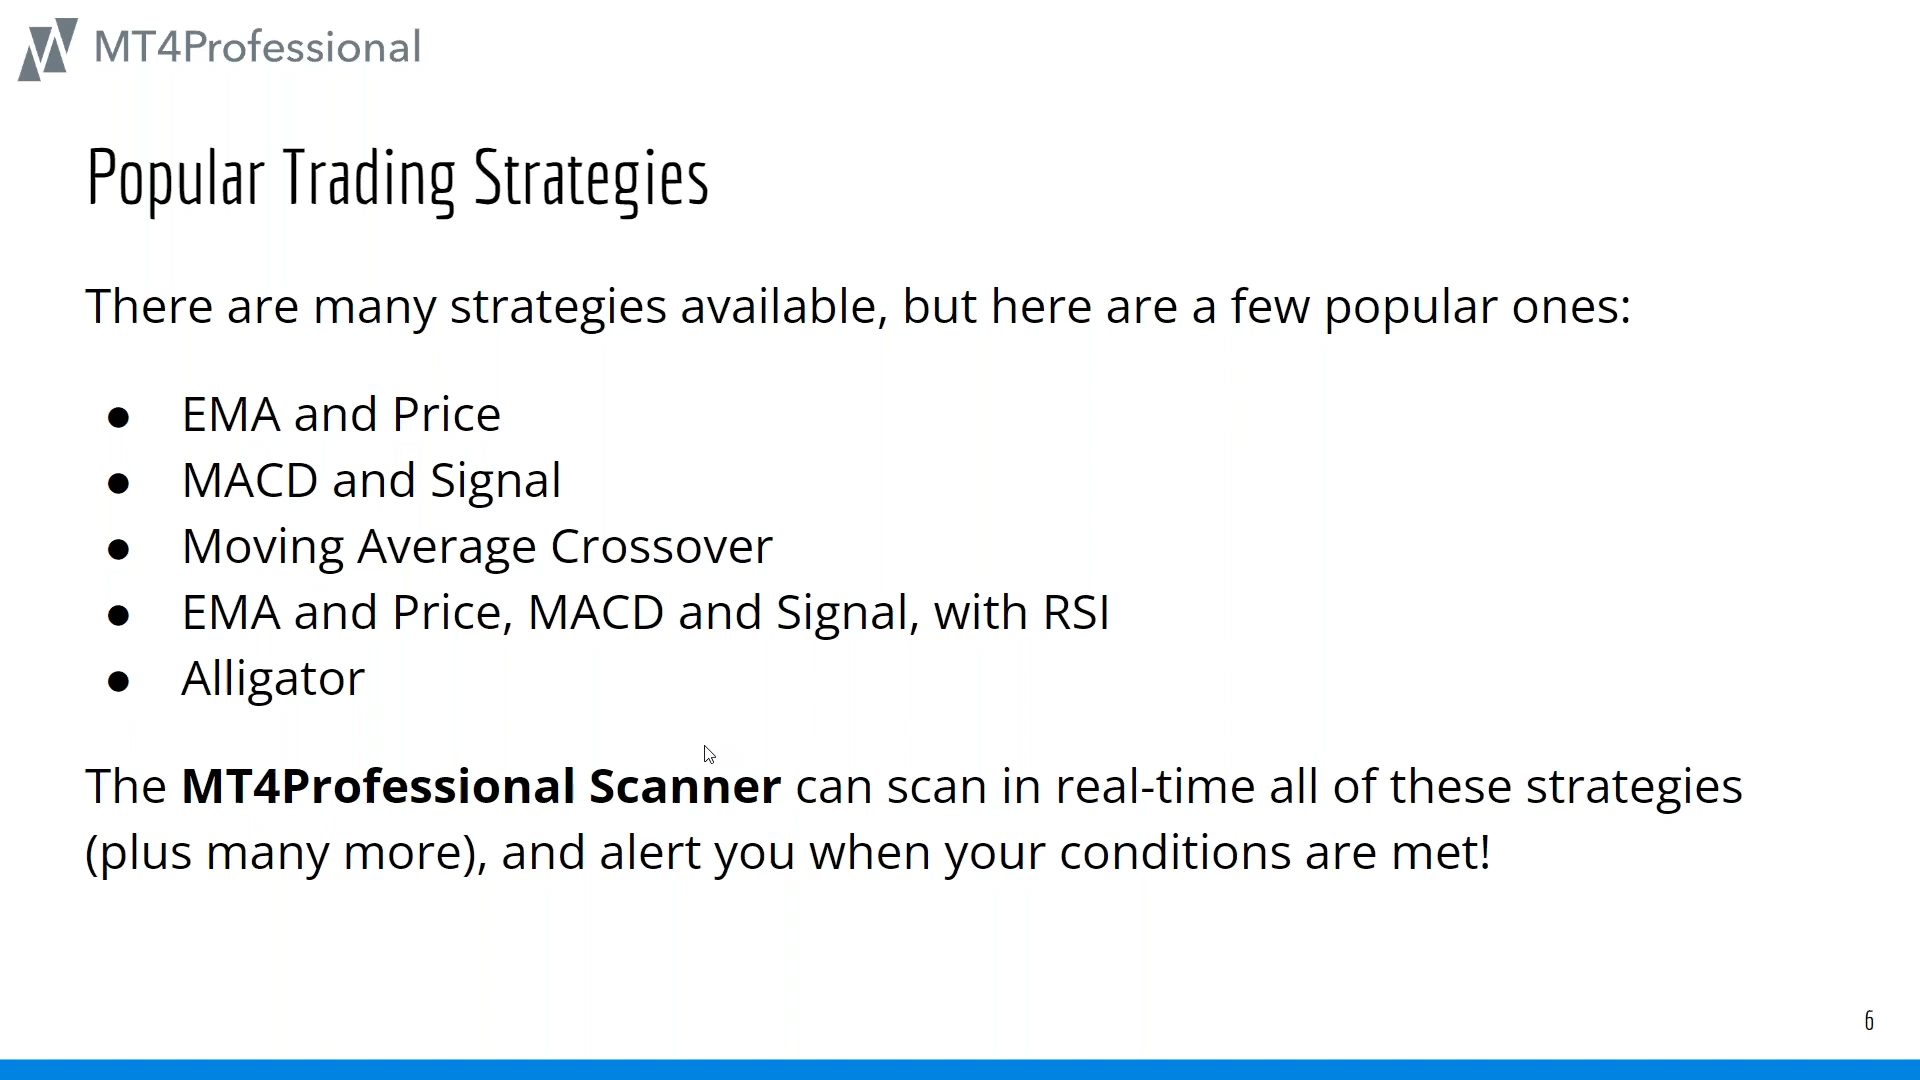 MT4Professional
Popular Trading Strategies
There are many strategies available, but here are a few popular ones:
● EMA and Price
● MACD and Signal
● Moving Average Crossover
● EMA and Price, MACD and Signal, with RSI
● Alligator
The MT4Professional Scanner can scan in real-time all of these strategies
(plus many more), and alert you when your conditions are met!
6